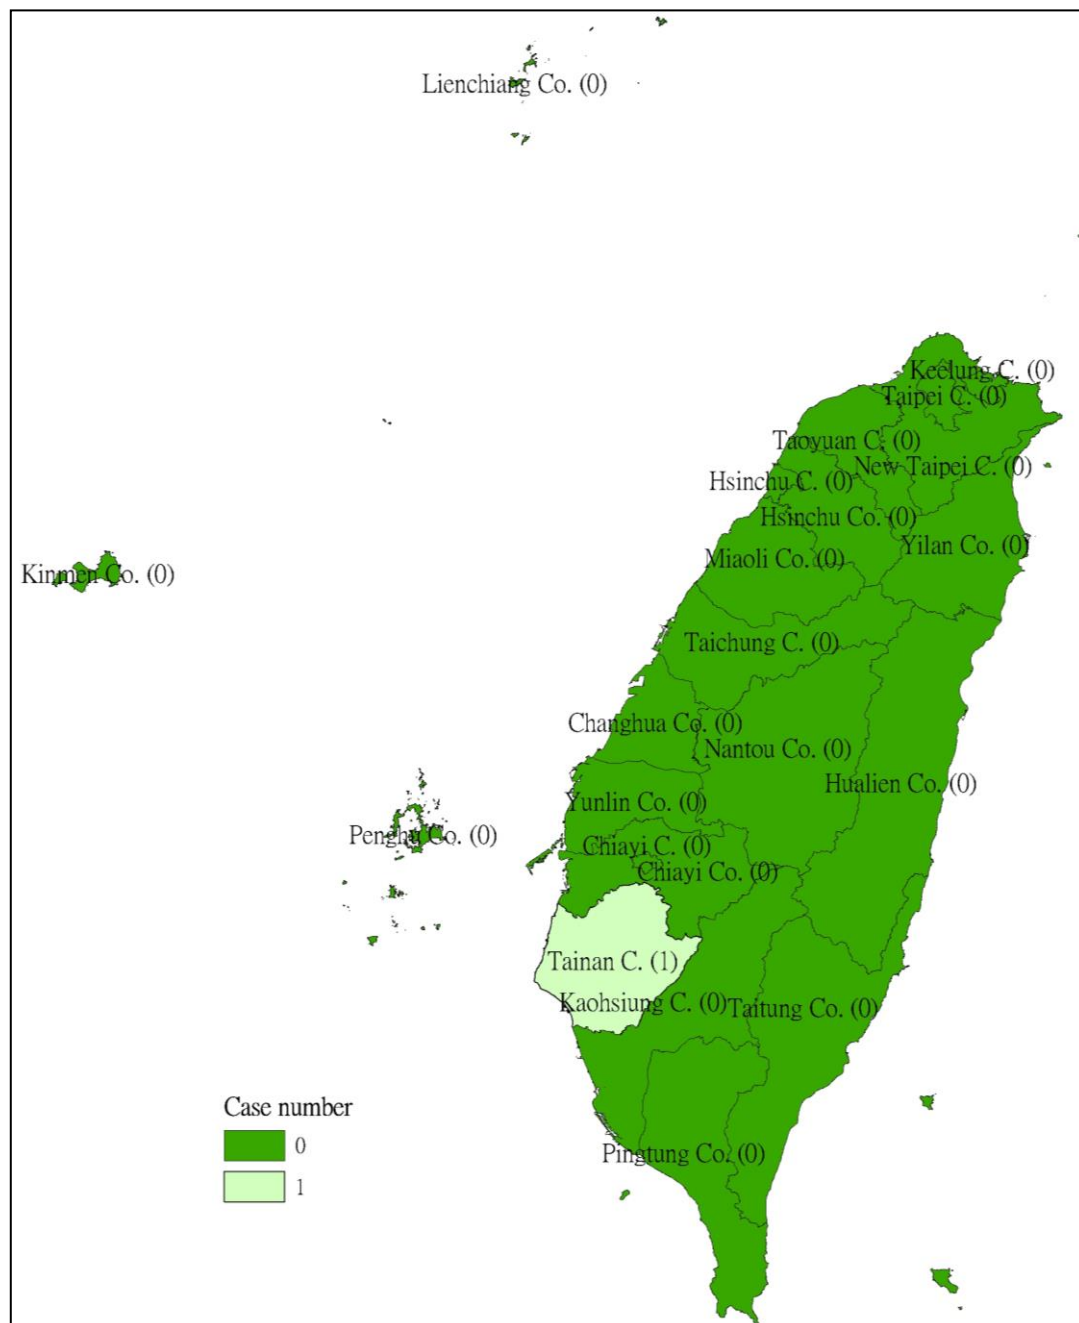 Lienchiang Co. (0)
Keelung C. (0)
Taipei C. (0)
Taoyuan C. (0)
New Taipei C. (0)
Hsinchu C. (0)
Hsinchu Co. (0)
Yilan Co. (0)
Miaoli Co. (0)
Kinmen Co. (0)
Taichung C. (0)
Changhua Co. (0)
Nantou Co. (0)
Hualien Co. (0)
Yunlin Co. (0)
Penghu Co. (0)
Chiayi C. (0)
Chiayi Co. (0)
Tainan C. (1)
Kaohsiung C. (0)
Taitung Co. (0)
Case number
0
1
Pingtung Co. (0)